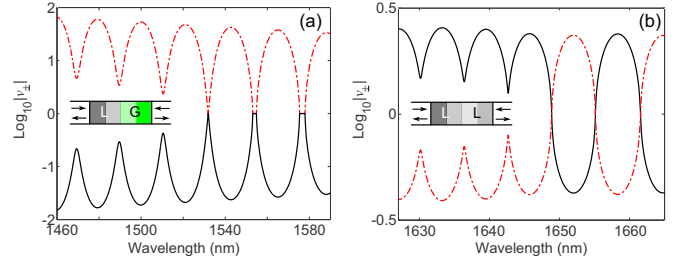 (a)
2
1
0
-1
-2
Log₁₀|ν±|
L G
1460 1500 1540 1580
Wavelength (nm)
(b)
0.5
0
-0.5
Log₁₀|ν±|
L L
1630 1640 1650 1660
Wavelength (nm)